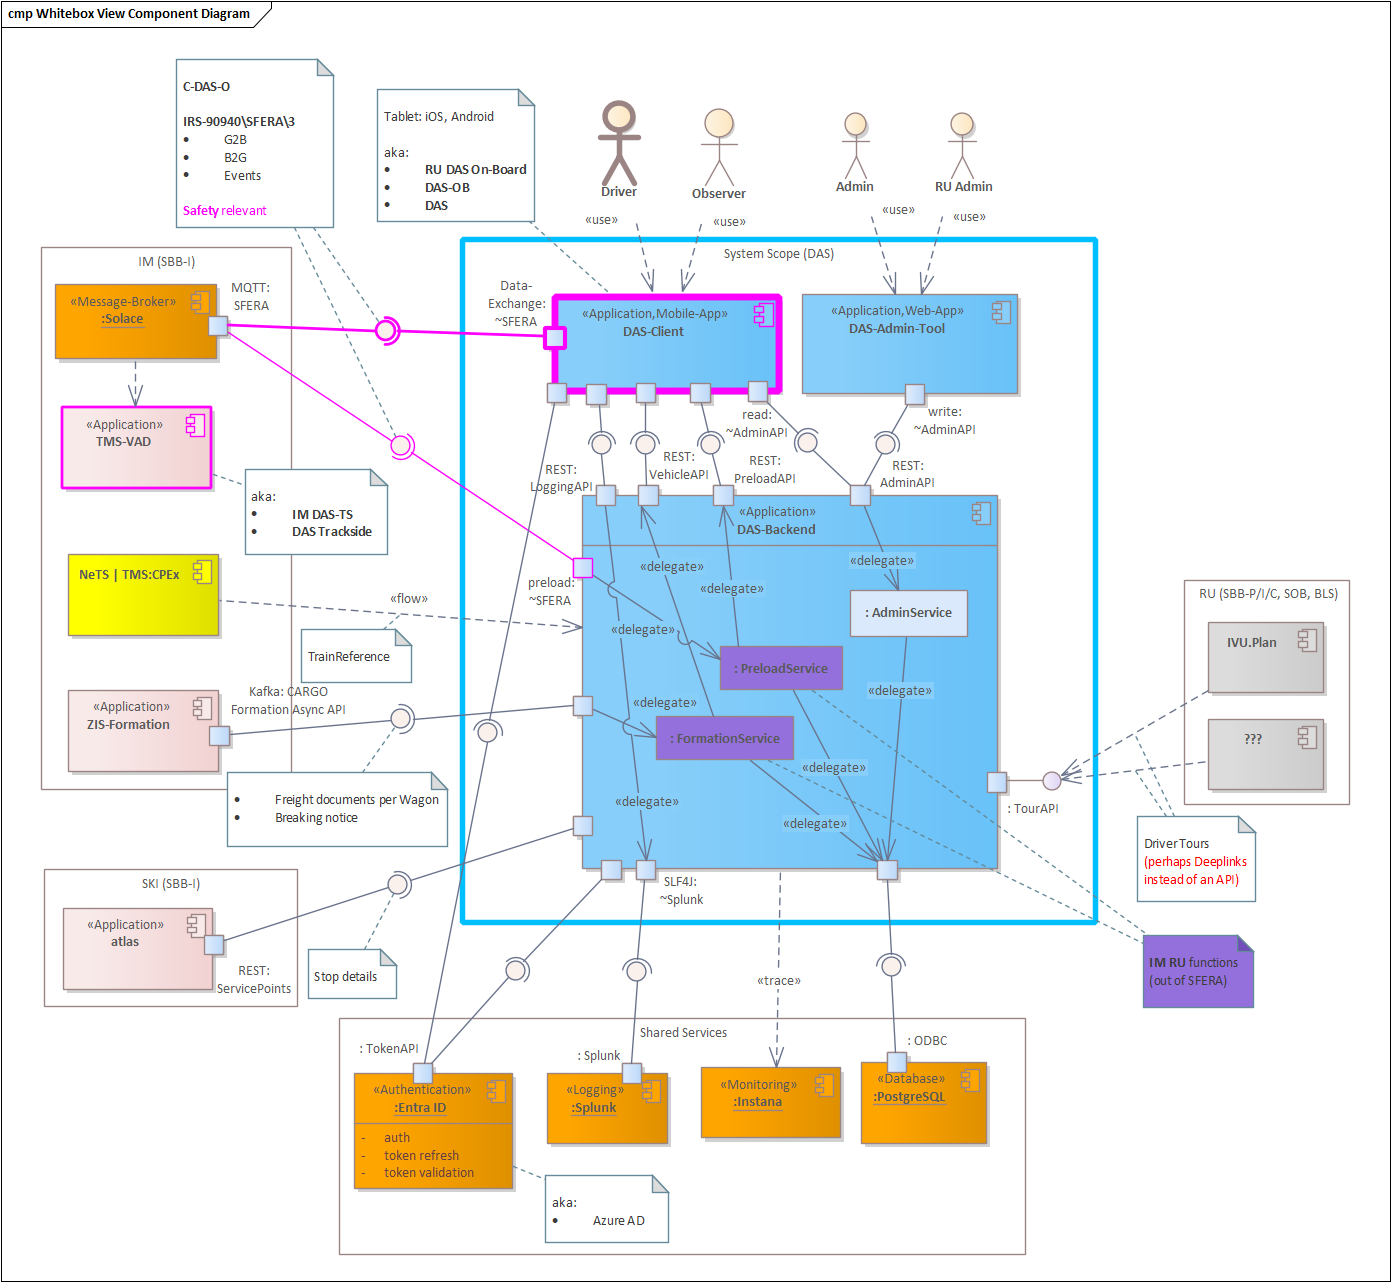 cmp Whitebox View Component Diagram
C-DAS-O
IRS-90940\SFERA\3
• G2B
• B2G
• Events
Safety relevant
Tablet: iOS, Android
aka:
• RU DAS On-Board
• DAS-OB
• DAS
Driver
Observer
Admin
RU Admin
«use»
«use»
«use»
«use»
System Scope (DAS)
IM (SBB-I)
«Message-Broker»
:Solace
MQTT:
SFERA
Data-
Exchange:
~SFERA
«Application,Mobile-App»
DAS-Client
«Application,Web-App»
DAS-Admin-Tool
«Application»
TMS-VAD
aka:
• IM DAS-TS
• DAS Trackside
read:
~AdminAPI
write:
~AdminAPI
REST:
LoggingAPI
REST:
VehicleAPI
REST:
PreloadAPI
REST:
AdminAPI
«Application»
DAS-Backend
«delegate»
«delegate»
«delegate»
NeTS | TMS:CPEx
«flow»
preload:
~SFERA
TrainReference
: AdminService
«delegate»
: PreloadService
«delegate»
«delegate»
: FormationService
«delegate»
«delegate»
«delegate»
«Application»
ZIS-Formation
Kafka: CARGO
Formation Async API
• Freight documents per Wagon
• Breaking notice
RU (SBB-P/I/C, SOB, BLS)
IVU.Plan
???
: TourAPI
Driver Tours
(perhaps Deeplinks
instead of an API)
SKI (SBB-I)
«Application»
atlas
REST:
ServicePoints
Stop details
SLF4J:
~Splunk
«trace»
IM RU functions
(out of SFERA)
Shared Services
: TokenAPI
: Splunk
: ODBC
«Authentication»
:Entra ID
- auth
- token refresh
- token validation
«Logging»
:Splunk
«Monitoring»
:Instana
«Database»
:PostgreSQL
aka:
• Azure AD